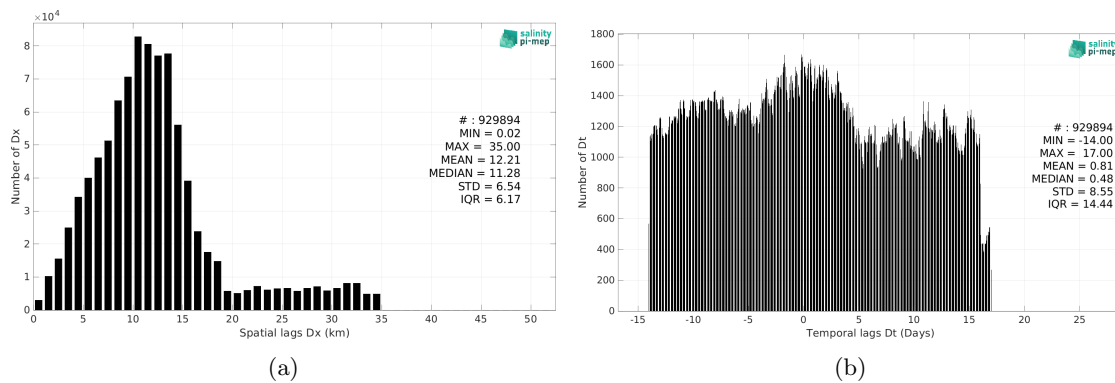 ×10⁴
8
7
6
5
4
3
2
1
0
Number of Dx
0 5 10 15 20 25 30 35 40 45 50
Spatial lags Dx (km)
salinity
pi-mep
# : 929894
MIN = 0.02
MAX = 35.00
MEAN = 12.21
MEDIAN = 11.28
STD = 6.54
IQR = 6.17
(a)
1800
1600
1400
1200
1000
800
600
400
200
0
Number of Dt
-15 -10 -5 0 5 10 15 20 25
Temporal lags Dt (Days)
salinity
pi-mep
# : 929894
MIN = -14.00
MAX = 17.00
MEAN = 0.81
MEDIAN = 0.48
STD = 8.55
IQR = 14.44
(b)